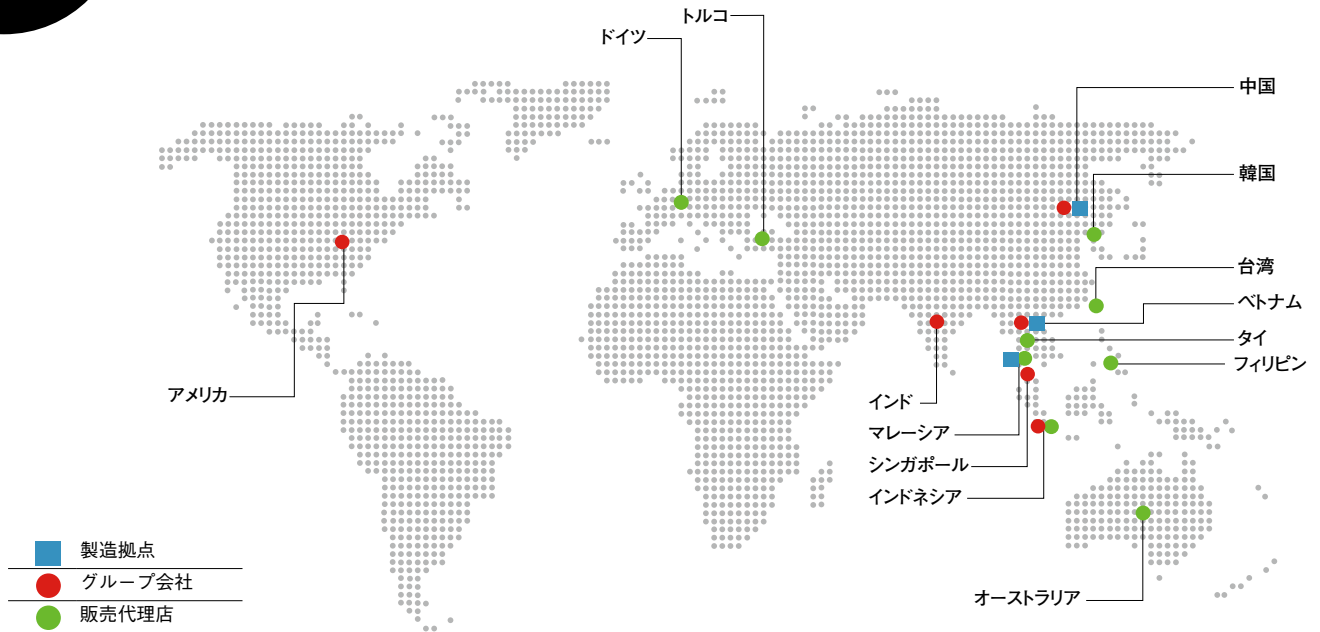 トルコ
ドイツ
中国
韓国
台湾
ベトナム
タイ
フィリピン
アメリカ
インド
マレーシア
シンガポール
インドネシア
オーストラリア
製造拠点
グループ会社
販売代理店